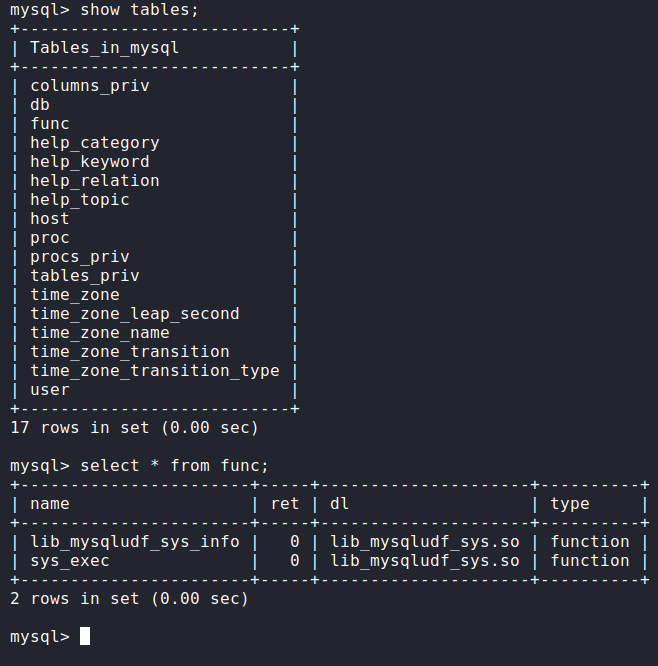 mysql> show tables;
+---------------------------+
| Tables_in_mysql           |
+---------------------------+
| columns_priv              |
| db                        |
| func                      |
| help_category             |
| help_keyword              |
| help_relation             |
| help_topic                |
| host                      |
| proc                      |
| procs_priv                |
| tables_priv               |
| time_zone                 |
| time_zone_leap_second     |
| time_zone_name            |
| time_zone_transition      |
| time_zone_transition_type |
| user                      |
+---------------------------+
17 rows in set (0.00 sec)

mysql> select * from func;
+-----------------------+-----+---------------------+----------+
| name                  | ret | dl                  | type     |
+-----------------------+-----+---------------------+----------+
| lib_mysqludf_sys_info |   0 | lib_mysqludf_sys.so | function |
| sys_exec              |   0 | lib_mysqludf_sys.so | function |
+-----------------------+-----+---------------------+----------+
2 rows in set (0.00 sec)

mysql>